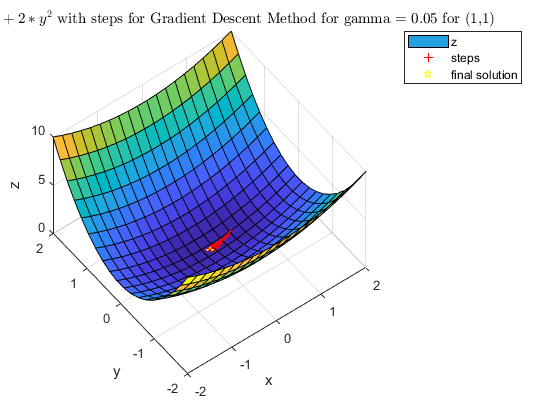 + 2 ∗ y² with steps for Gradient Descent Method for gamma = 0.05 for (1,1)
z
steps
final solution
10
5
0
z
2
1
0
-1
-2
y
-2
-1
0
1
2
x